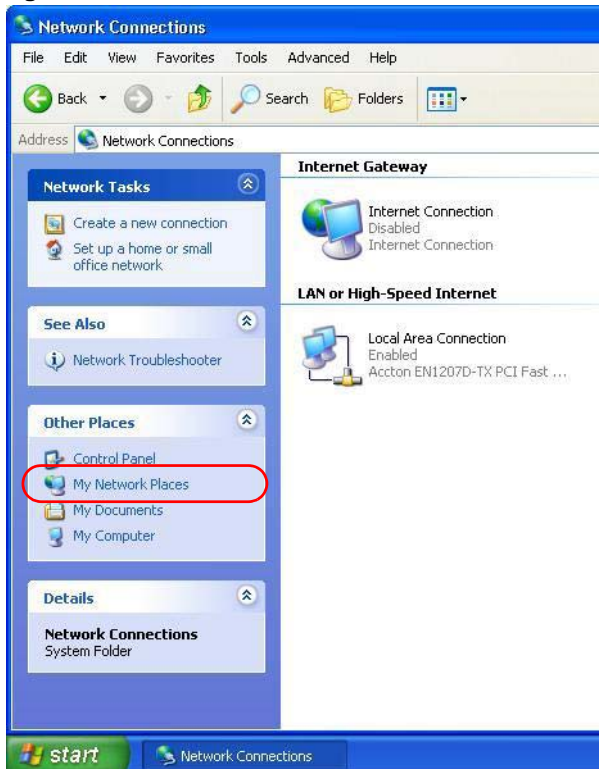 Network Connections
File Edit View Favorites Tools Advanced Help
Back Search Folders
Address Network Connections
Network Tasks
Create a new connection
Set up a home or small
office network
See Also
Network Troubleshooter
Other Places
Control Panel
My Network Places
My Documents
My Computer
Details
Network Connections
System Folder
Internet Gateway
Internet Connection
Disabled
Internet Connection
LAN or High-Speed Internet
Local Area Connection
Enabled
Accton EN1207D-TX PCI Fast ...
start Network Connections